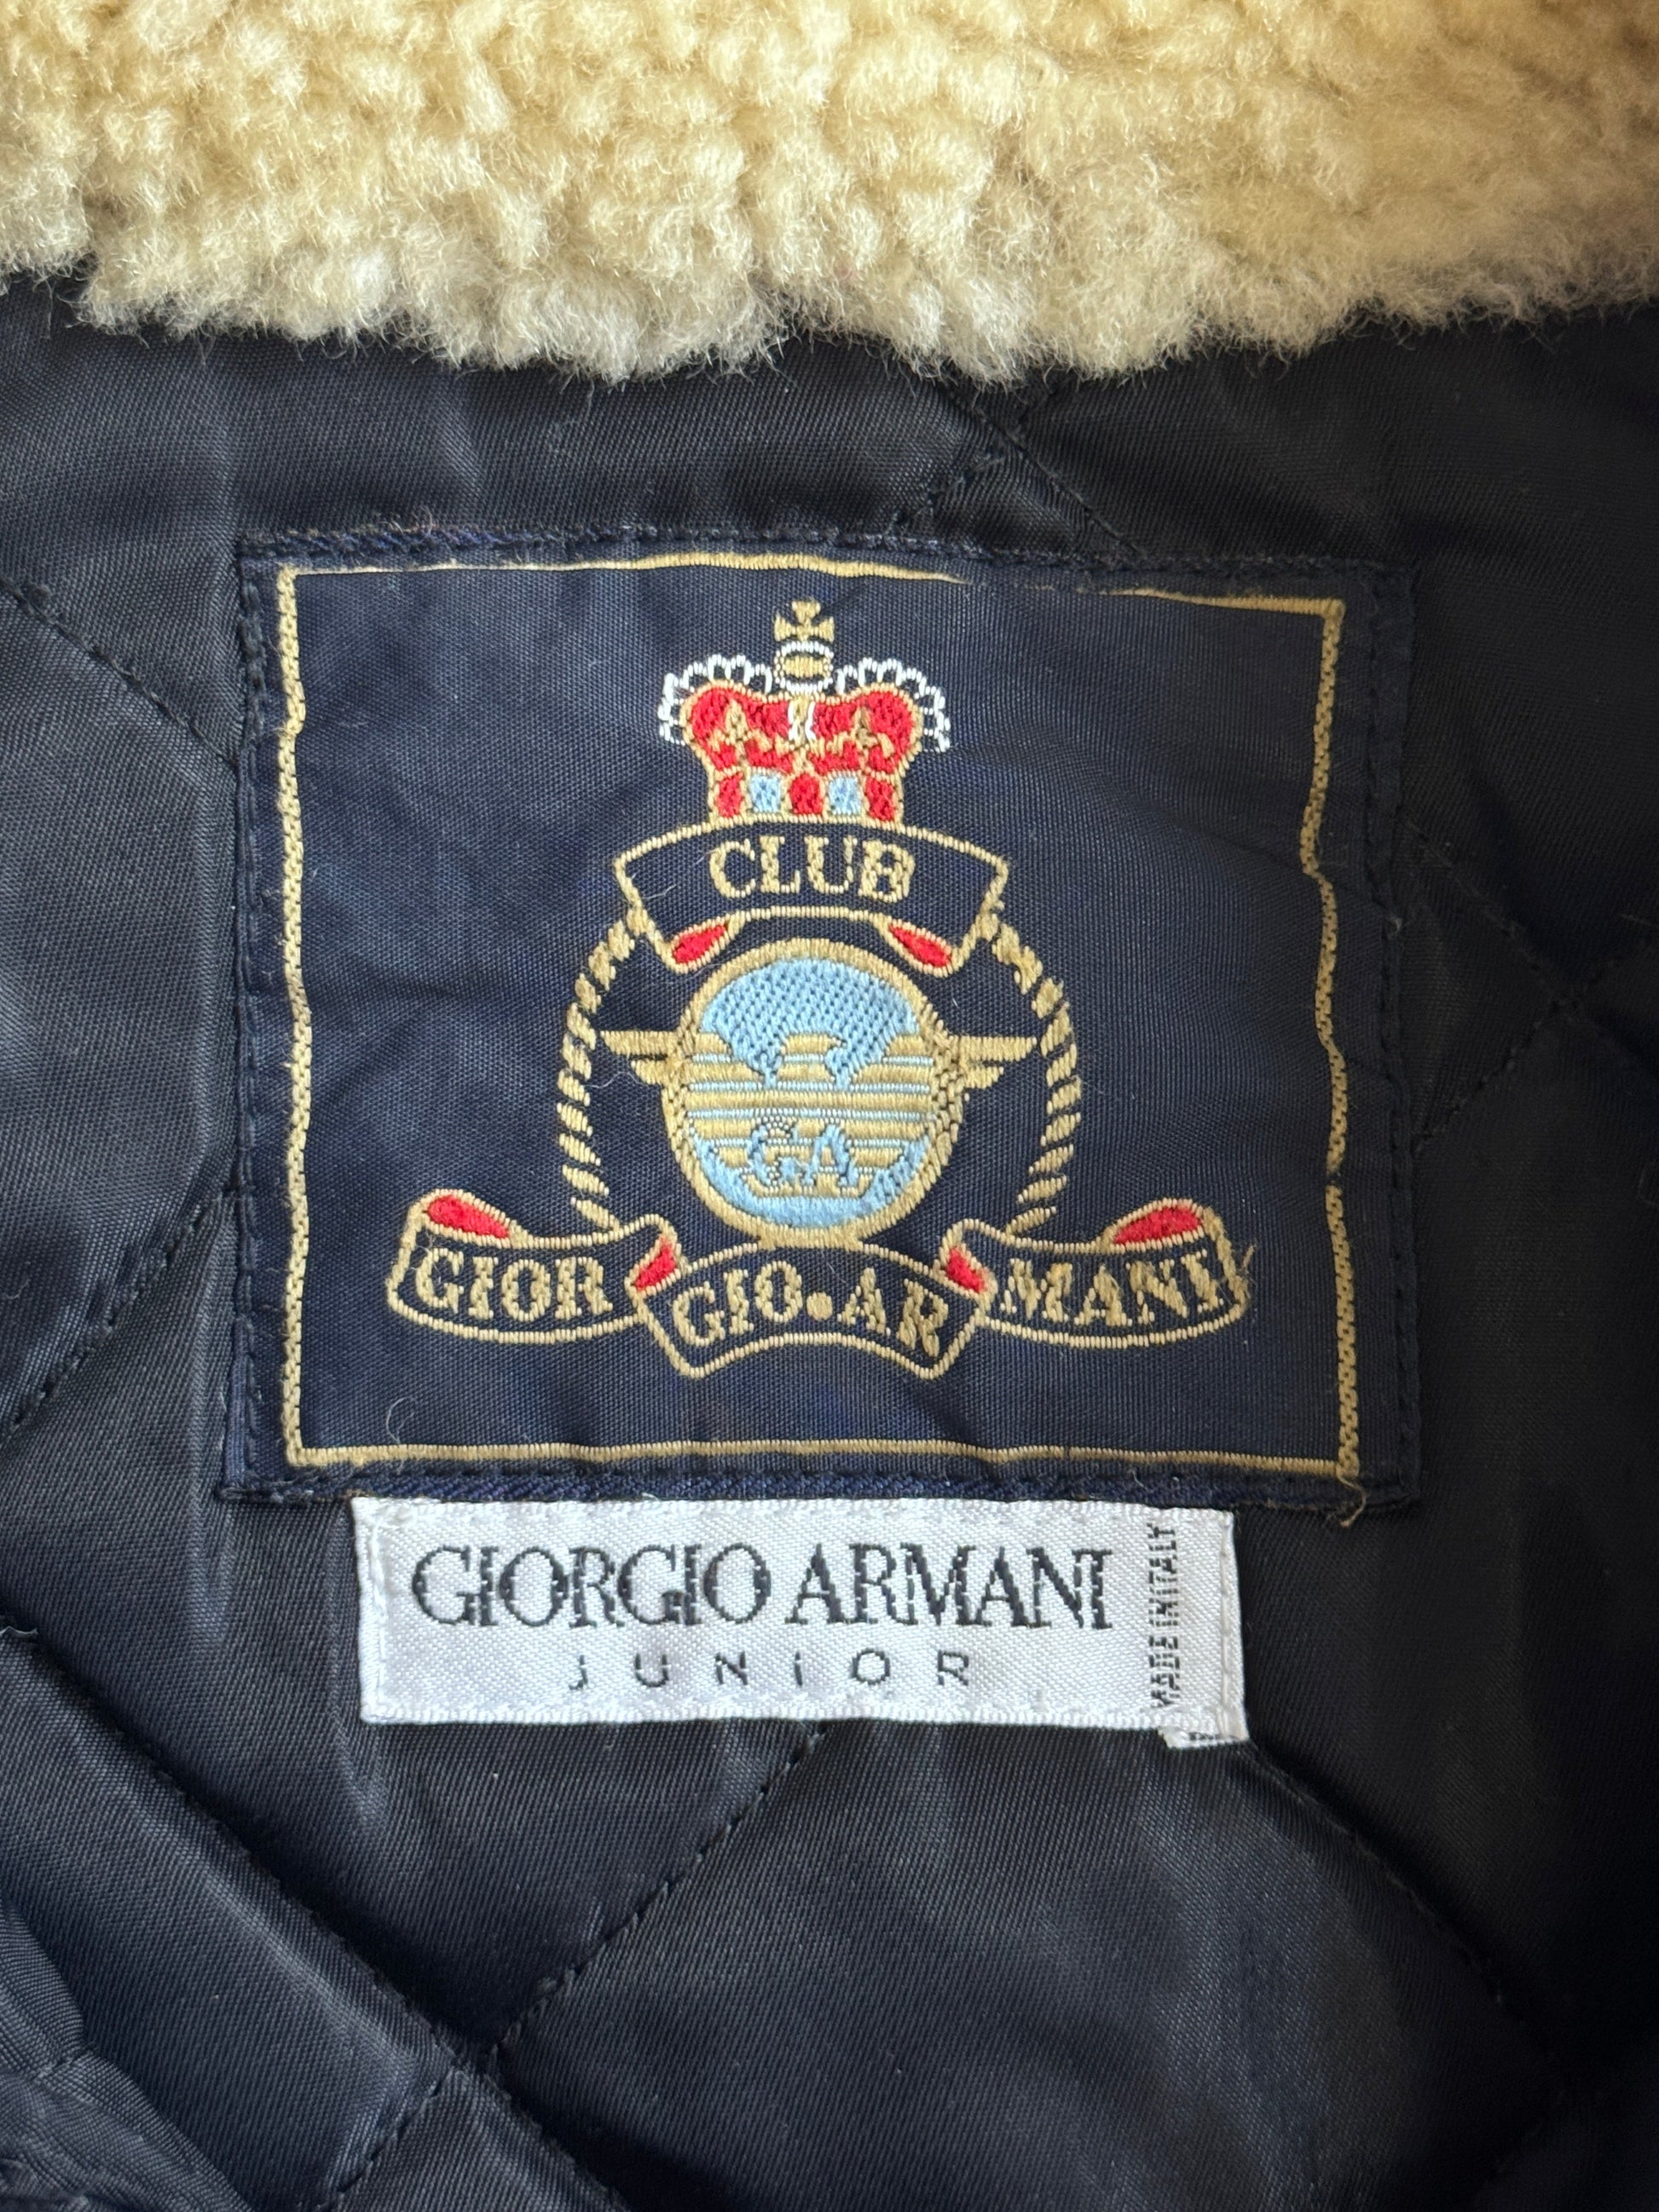 CLUB
GA
GIOR GIO•AR MANI
GIORGIO ARMANI
JUNIOR
MADE IN ITALY